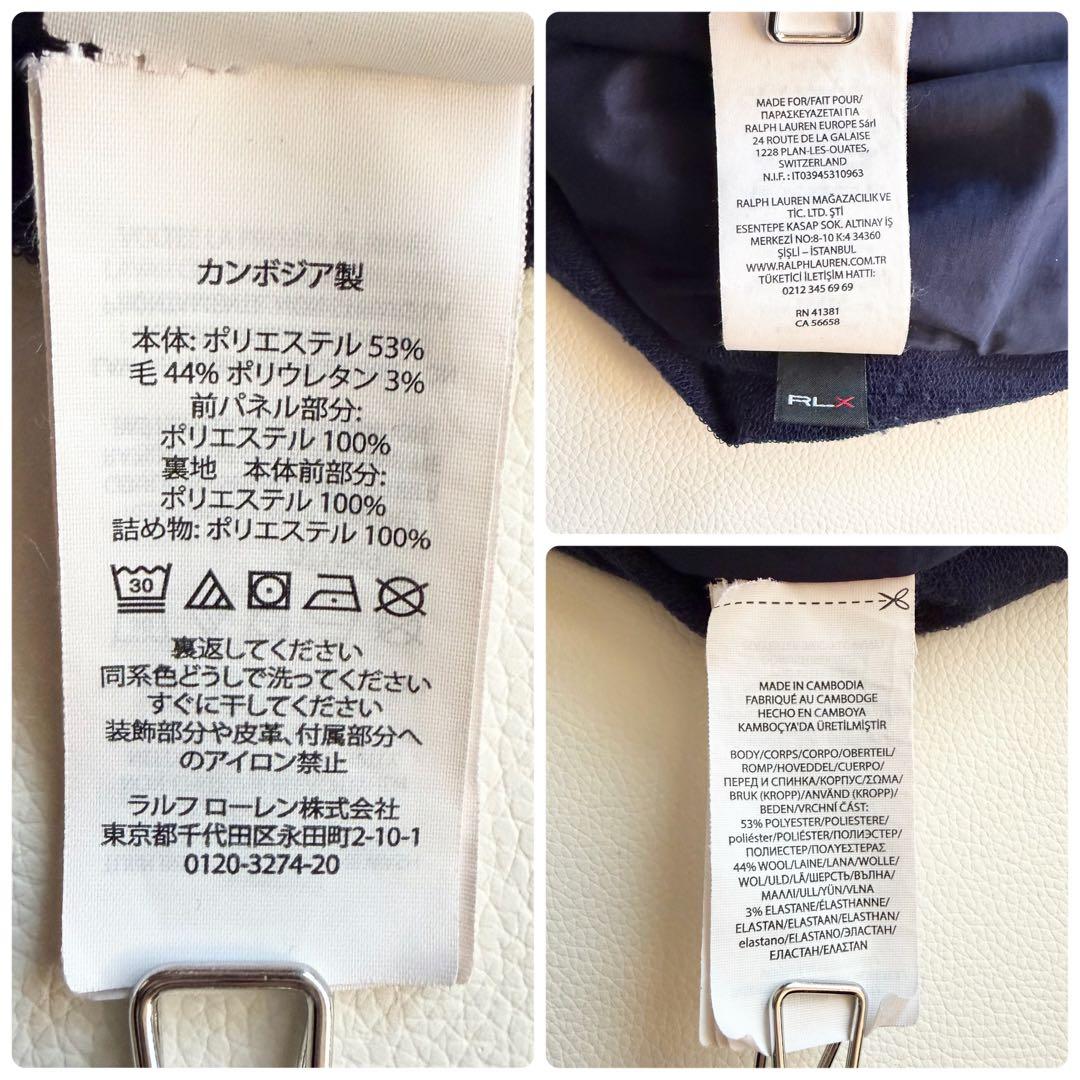 カンボジア製
本体: ポリエステル 53%
毛 44% ポリウレタン 3%
前パネル部分:
ポリエステル 100%
裏地　本体前部分:
ポリエステル 100%
詰め物: ポリエステル 100%
30
裏返してください
同系色どうしで洗ってください
すぐに干してください
装飾部分や皮革、付属部分へ
のアイロン禁止
ラルフ ローレン株式会社
東京都千代田区永田町2-10-1
0120-3274-20
MADE FOR/FAIT POUR/
ΠΑΡΑΣΚΕΥΑΖΕΤΑΙ ΓΙΑ
RALPH LAUREN EUROPE Sárl
24 ROUTE DE LA GALAISE
1228 PLAN-LES-OUATES,
SWITZERLAND
N.I.F. : IT03945310963
RALPH LAUREN MAĞAZACILIK VE
TİC. LTD. ŞTİ
ESENTEPE KASAP SOK. ALTINAY İŞ
MERKEZİ NO:8-10 K:4 34360
ŞİŞLİ – İSTANBUL
WWW.RALPHLAUREN.COM.TR
TÜKETİCİ İLETİŞİM HATTI:
0212 345 69 69
RN 41381
CA 56658
RLX
MADE IN CAMBODIA
FABRIQUÉ AU CAMBODGE
HECHO EN CAMBOYA
KAMBOÇYA'DA ÜRETİLMİŞTİR
BODY/CORPS/CORPO/OBERTEIL/
ROMP/HOVEDDEL/CUERPO/
ПЕРЕД И СПИНКА/КОРПУС/ΣΩΜΑ/
BRUK (KROPP)/ANVÄND (KROPP)/
BEDEN/VRCHNÍ ČÁST:
53% POLYESTER/POLIESTERE/
poliéster/POLIÉSTER/ПОЛИЭСТЕР/
ПОЛИЕСТЕР/ΠΟΛΥΕΣΤΕΡΑΣ
44% WOOL/LAINE/LANA/WOLLE/
WOL/ULD/LÃ/ШЕРСТЬ/ВЪЛНА/
ΜΑΛΛΙ/ULL/YÜN/VLNA
3% ELASTANE/ÉLASTHANNE/
ELASTAN/ELASTAAN/ELASTHAN/
elastano/ELASTANO/ЭЛАСТАН/
ЕЛАСТАН/ΕΛΑΣΤΑΝ